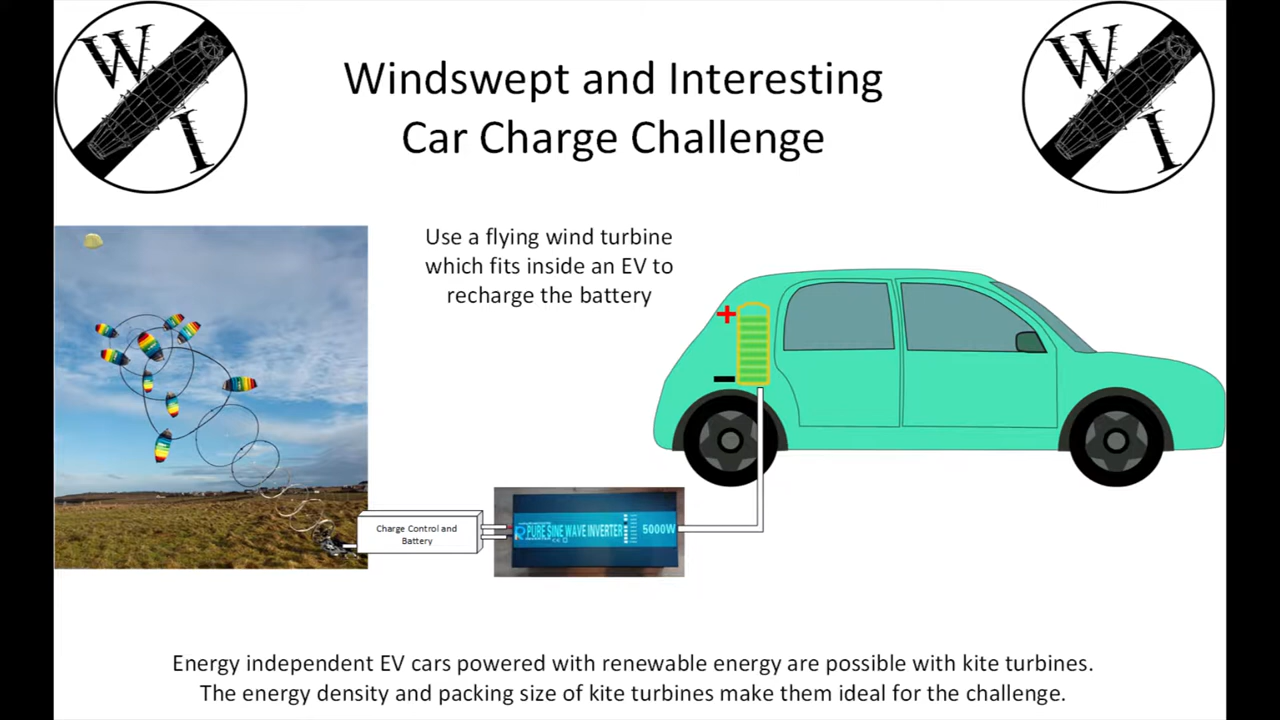 W
I
Windswept and Interesting
Car Charge Challenge
W
I
Use a flying wind turbine
which fits inside an EV to
recharge the battery
+
−
Charge Control and
Battery
PURE SINE WAVE INVERTER
5000W
Energy independent EV cars powered with renewable energy are possible with kite turbines.
The energy density and packing size of kite turbines make them ideal for the challenge.